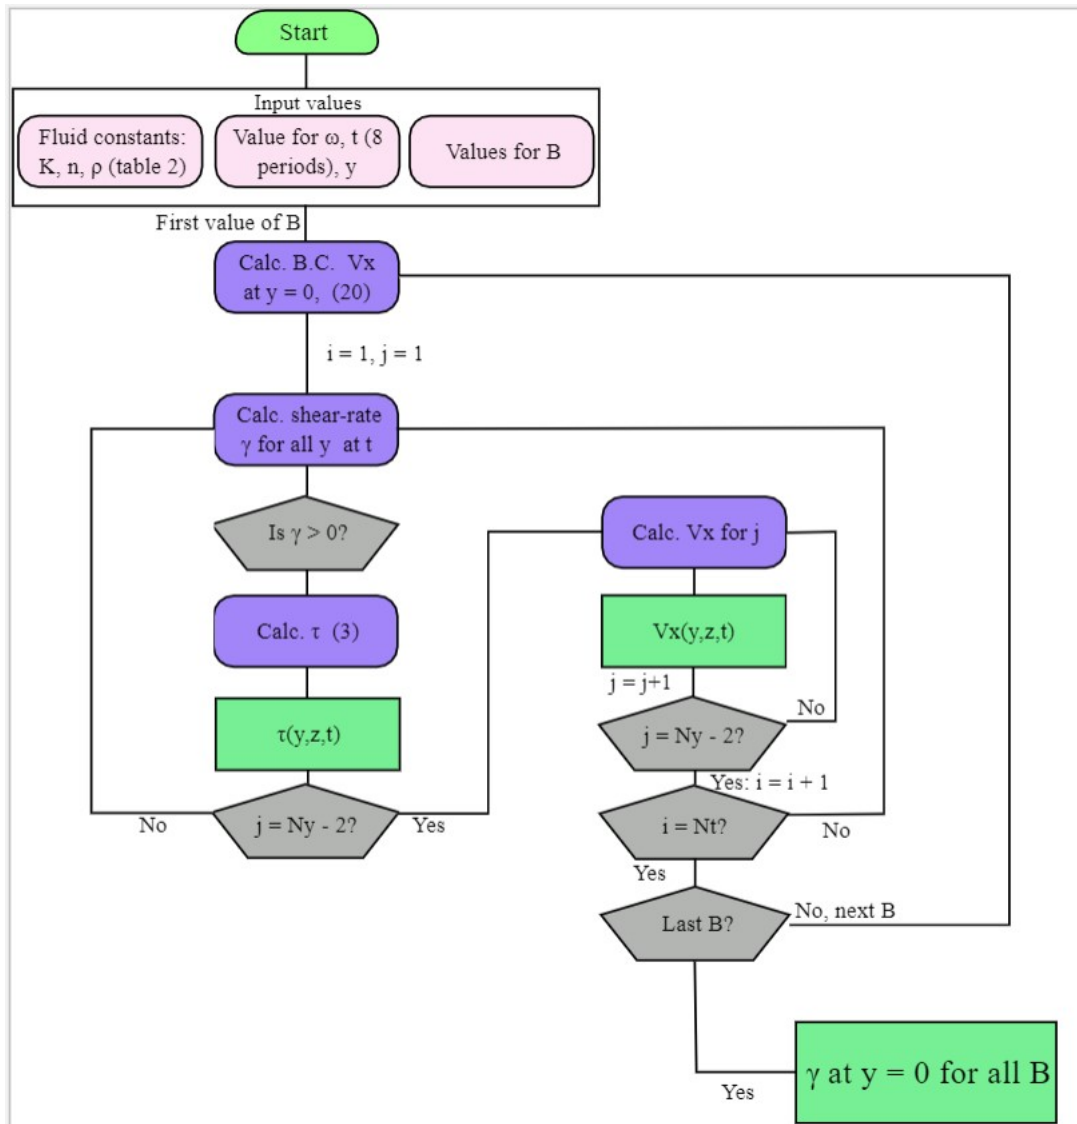 Start
Input values
Fluid constants:
K, n, ρ (table 2)
Value for ω, t (8
periods), y
Values for B
First value of B
Calc. B.C. Vx
at y = 0, (20)
i = 1, j = 1
Calc. shear-rate
γ for all y at t
Is γ > 0?
Calc. τ (3)
τ(y,z,t)
j = Ny - 2?
No
Yes
Calc. Vx for j
Vx(y,z,t)
j = j+1
j = Ny - 2?
No
Yes: i = i + 1
i = Nt?
No
Yes
Last B?
No, next B
Yes
γ at y = 0 for all B